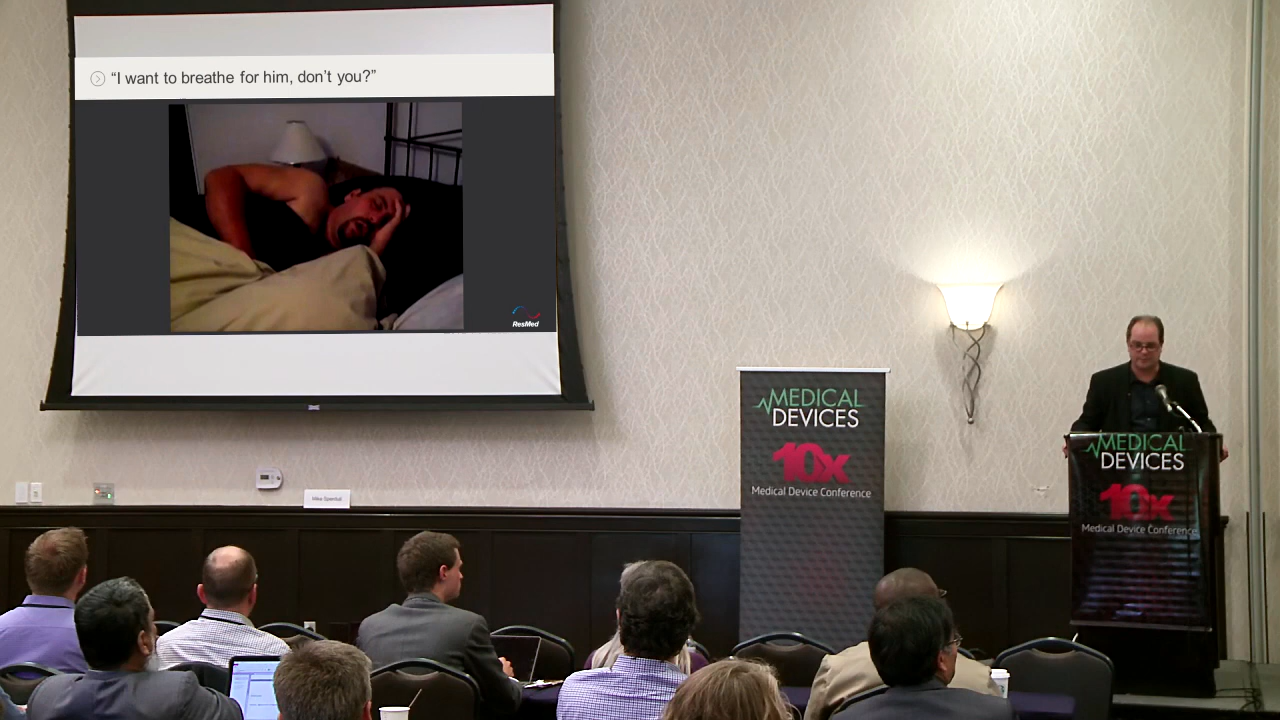 “I want to breathe for him, don’t you?”
ResMed
MEDICAL
DEVICES
10x
Medical Device Conference
MEDICAL
DEVICES
10x
Medical Device Conference